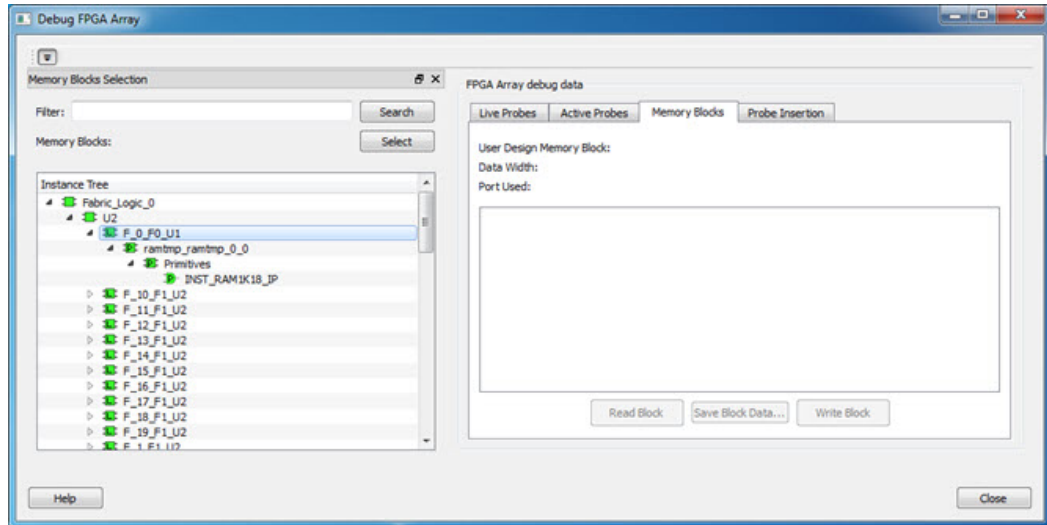 Debug FPGA Array
Memory Blocks Selection
Filter:
Search
Memory Blocks:
Select
Instance Tree
Fabric_Logic_0
U2
F_0_F0_U1
ramtmp_ramtmp_0_0
Primitives
INST_RAM1K18_IP
F_10_F1_U2
F_11_F1_U2
F_12_F1_U2
F_13_F1_U2
F_14_F1_U2
F_15_F1_U2
F_16_F1_U2
F_17_F1_U2
F_18_F1_U2
F_19_F1_U2
F_1_F1_U2
FPGA Array debug data
Live Probes Active Probes Memory Blocks Probe Insertion
User Design Memory Block:
Data Width:
Port Used:
Read Block Save Block Data... Write Block
Help
Close